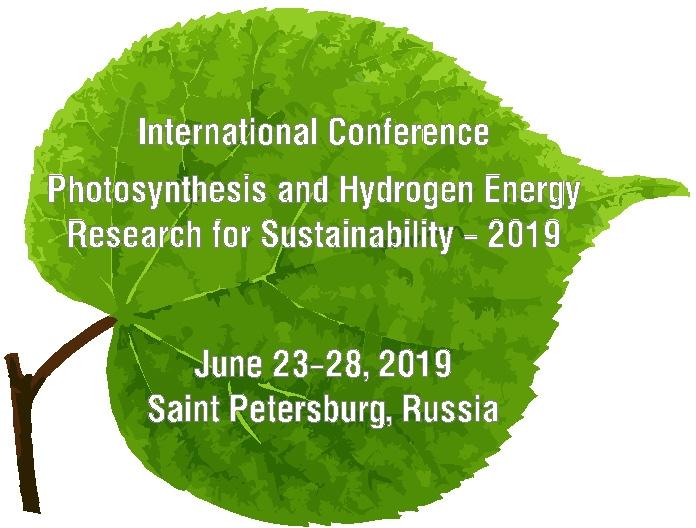 International Conference
Photosynthesis and Hydrogen Energy
Research for Sustainability - 2019
June 23-28, 2019
Saint Petersburg, Russia